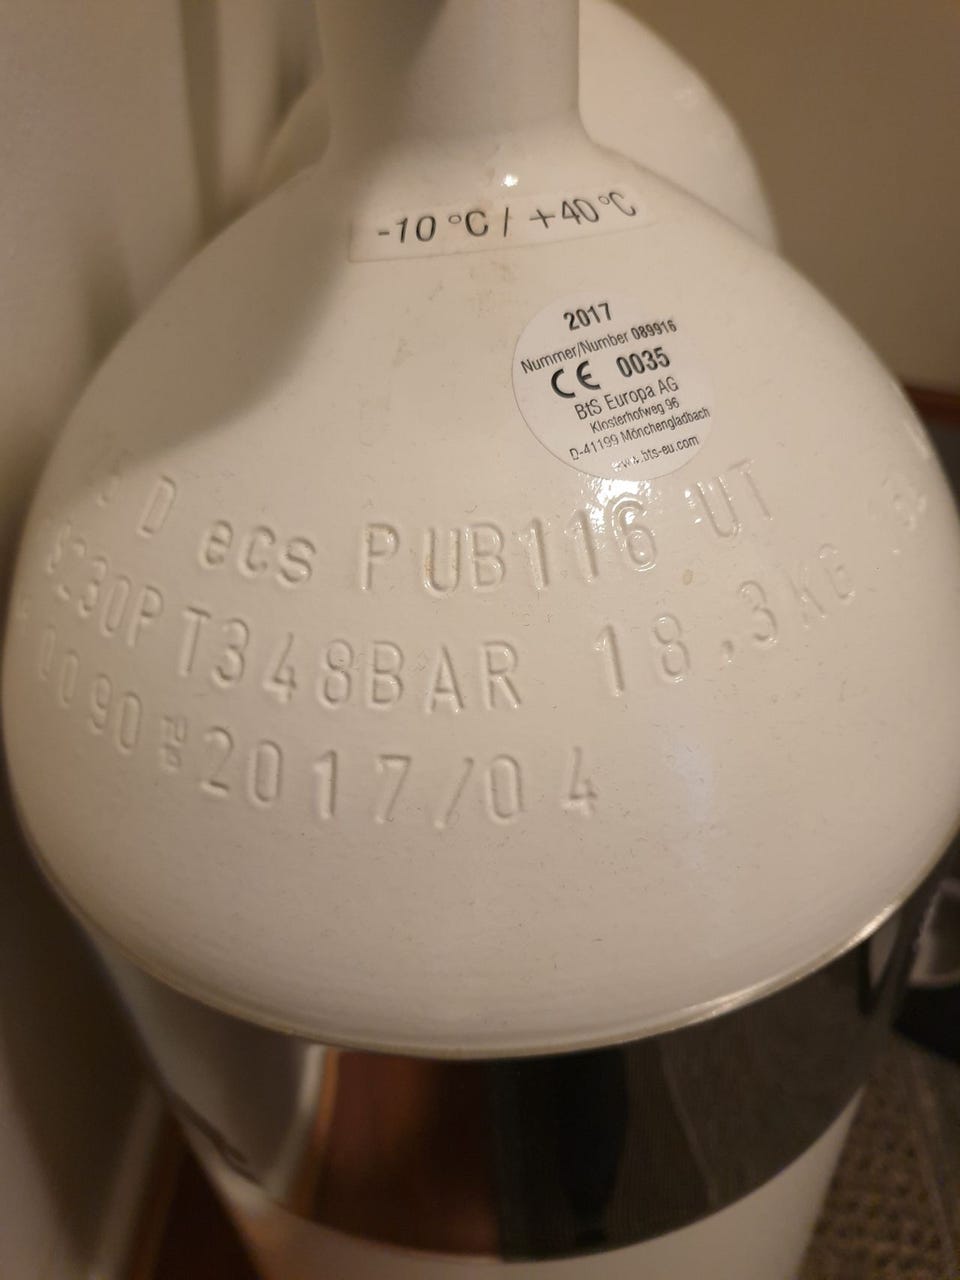 -10 °C / +40 °C
2017
Nummer/Number 089916
CE 0035
BtS Europa AG
Klosterhofweg 96
D-41199 Mönchengladbach
www.bts-eu.com
D ecs PUB116 UT
8230P T348BAR 18.3KG
0090 2017/04